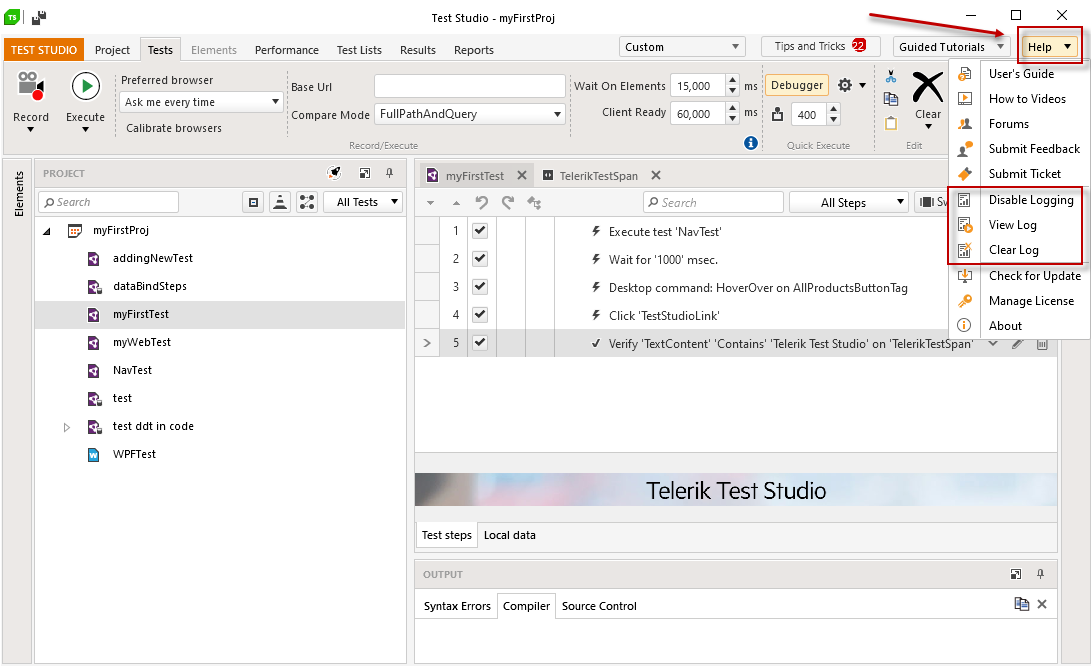 TS
Test Studio - myFirstProj
TEST STUDIO Project Tests Elements Performance Test Lists Results Reports Custom Tips and Tricks 22 Guided Tutorials Help
Record
Execute
Preferred browser
Ask me every time
Calibrate browsers
Base Url
Compare Mode FullPathAndQuery
Wait On Elements 15,000 ms
Client Ready 60,000 ms
Record/Execute
Debugger
400
Quick Execute
Clear
Edit
User's Guide
How to Videos
Forums
Submit Feedback
Submit Ticket
Disable Logging
View Log
Clear Log
Check for Update
Manage License
About
Elements
PROJECT
Search All Tests
myFirstProj
addingNewTest
dataBindSteps
myFirstTest
myWebTest
NavTest
test
test ddt in code
WPFTest
myFirstTest TelerikTestSpan
Search All Steps Sw
1 Execute test 'NavTest'
2 Wait for '1000' msec.
3 Desktop command: HoverOver on AllProductsButtonTag
4 Click 'TestStudioLink'
5 Verify 'TextContent' 'Contains' 'Telerik Test Studio' on 'TelerikTestSpan'
Telerik Test Studio
Test steps Local data
OUTPUT
Syntax Errors Compiler Source Control